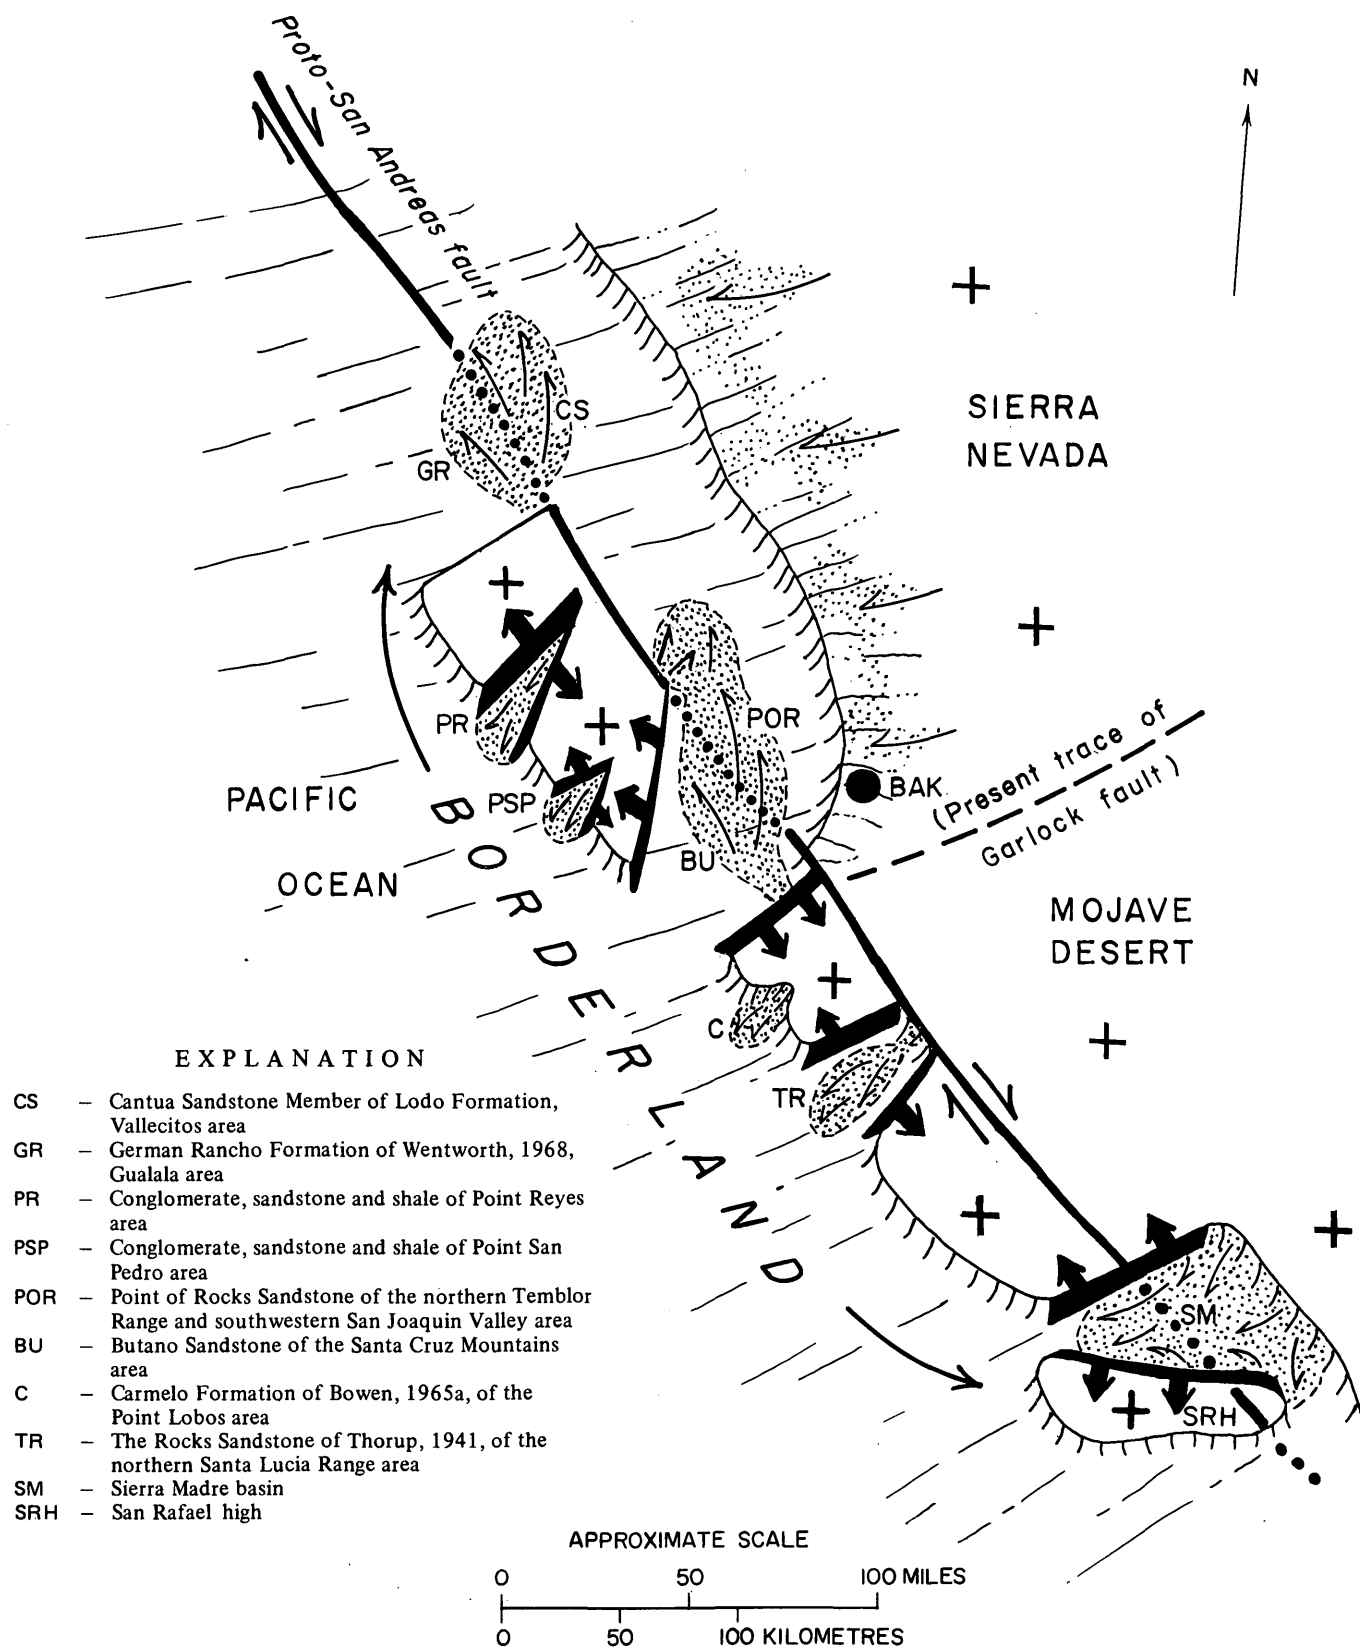 Proto-San Andreas fault
N
CS
SIERRA
NEVADA
GR
PR
POR
(Present trace of
Garlock fault)
BAK
PACIFIC
PSP
BU
OCEAN
BORDERLAND
MOJAVE
DESERT
C
TR
SM
SRH
EXPLANATION
CS – Cantua Sandstone Member of Lodo Formation,
Vallecitos area
GR – German Rancho Formation of Wentworth, 1968,
Gualala area
PR – Conglomerate, sandstone and shale of Point Reyes
area
PSP – Conglomerate, sandstone and shale of Point San
Pedro area
POR – Point of Rocks Sandstone of the northern Temblor
Range and southwestern San Joaquin Valley area
BU – Butano Sandstone of the Santa Cruz Mountains
area
C – Carmelo Formation of Bowen, 1965a, of the
Point Lobos area
TR – The Rocks Sandstone of Thorup, 1941, of the
northern Santa Lucia Range area
SM – Sierra Madre basin
SRH – San Rafael high
APPROXIMATE SCALE
0 50 100 MILES
0 50 100 KILOMETRES